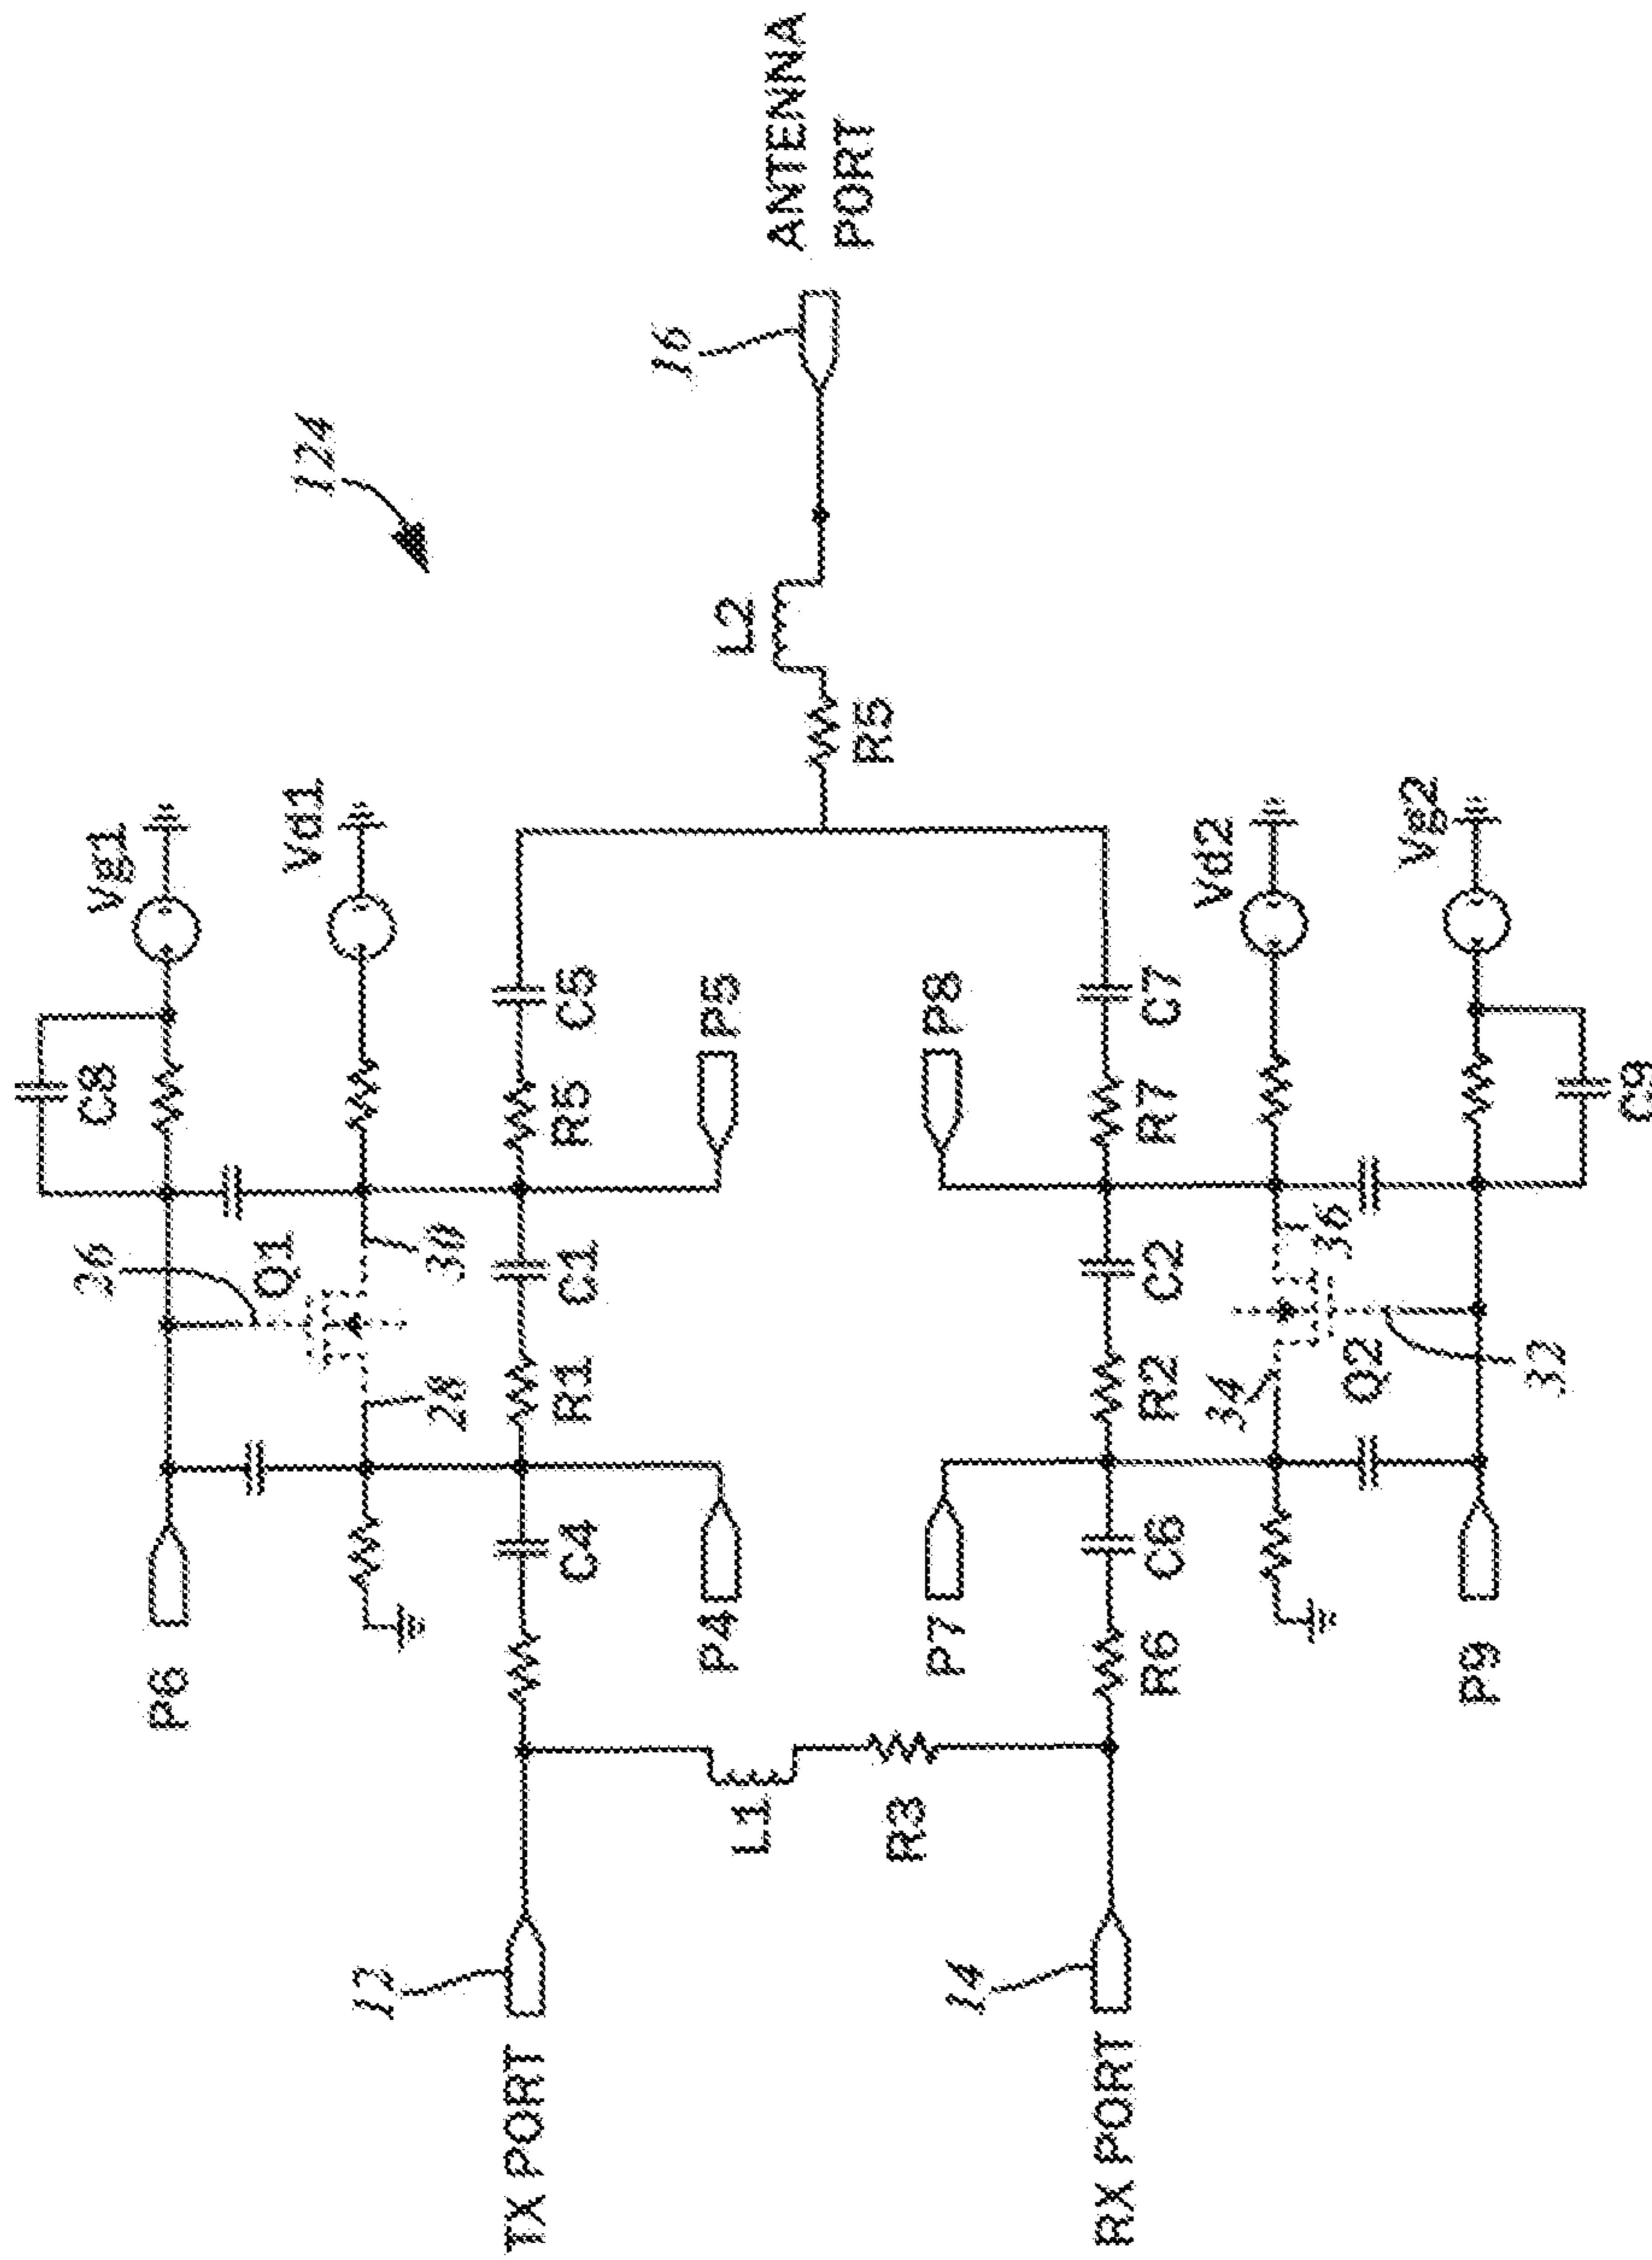 124
Vg1
C8
Vd1
26
Q1
30
28
P6
C5
R5
C1
R1
C4
P5
P4
12
TX PORT
L1
R3
L2
R5
16
ANTENNA
PORT
P8
P7
14
RX PORT
C7
R7
C2
R2
C6
R6
Vd2
36
34
Q2
32
Vg2
C9
P9